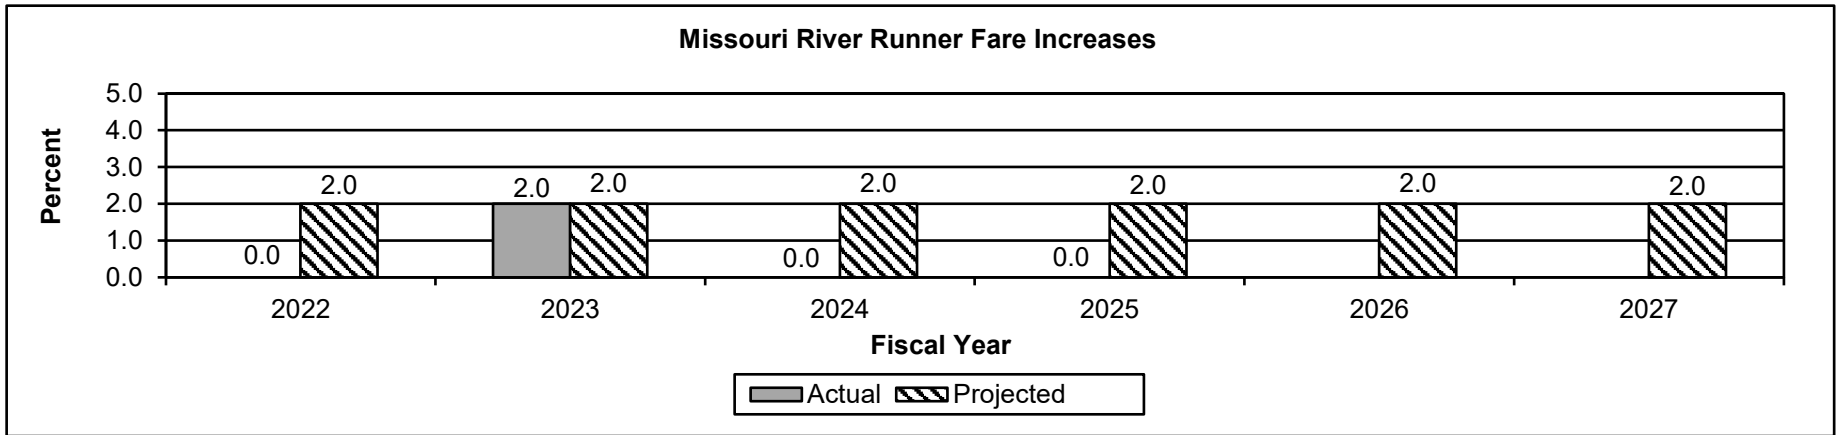 Missouri River Runner Fare Increases
Percent
5.0
4.0
3.0
2.0
1.0
0.0
0.0 2.0 2.0 2.0 0.0 2.0 0.0 2.0 2.0 2.0
2022 2023 2024 2025 2026 2027
Fiscal Year
Actual Projected